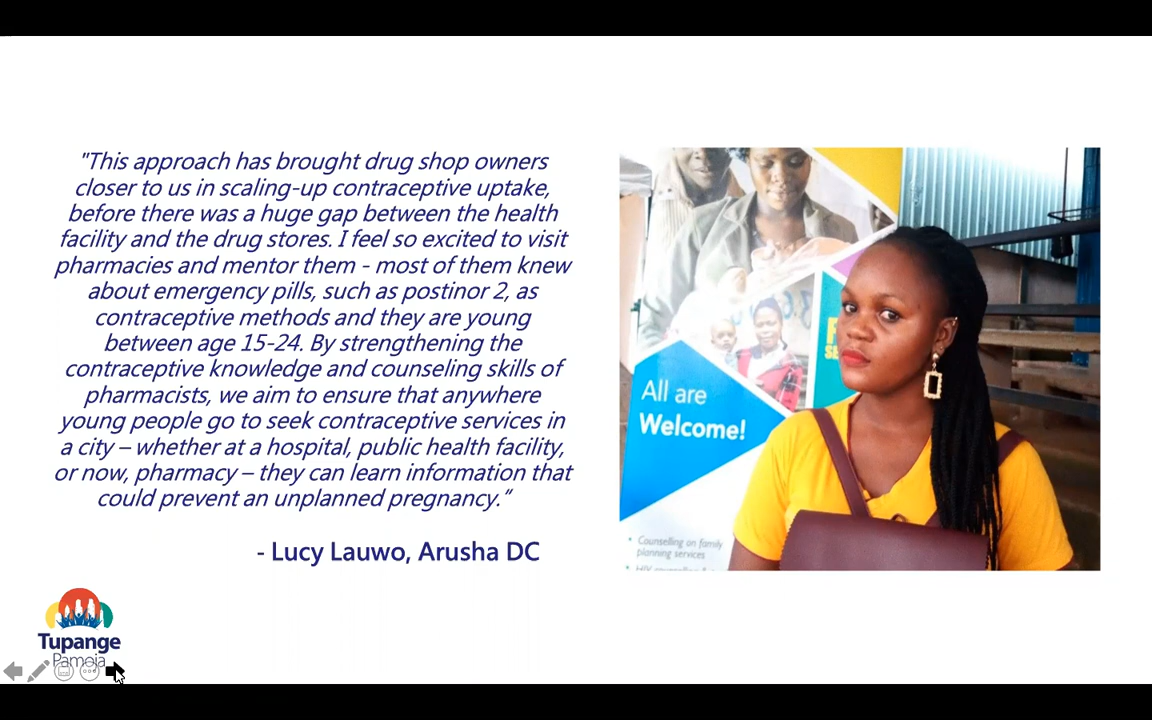 "This approach has brought drug shop owners
closer to us in scaling-up contraceptive uptake,
before there was a huge gap between the health
facility and the drug stores. I feel so excited to visit
pharmacies and mentor them - most of them knew
about emergency pills, such as postinor 2, as
contraceptive methods and they are young
between age 15-24. By strengthening the
contraceptive knowledge and counseling skills of
pharmacists, we aim to ensure that anywhere
young people go to seek contraceptive services in
a city – whether at a hospital, public health facility,
or now, pharmacy – they can learn information that
could prevent an unplanned pregnancy.“
- Lucy Lauwo, Arusha DC
Tupange
Pamoja
All are
Welcome!
• Counselling on family
planning services